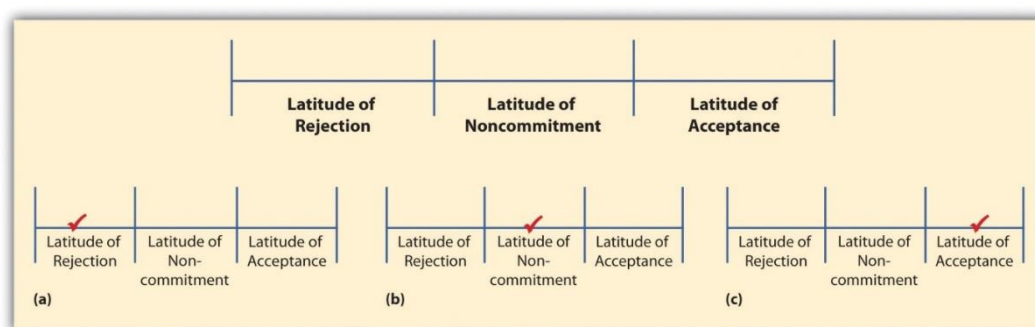 Latitude of
Rejection
Latitude of
Noncommitment
Latitude of
Acceptance
Latitude of
Rejection
Latitude of
Non-
commitment
Latitude of
Acceptance
(a)
Latitude of
Rejection
Latitude of
Non-
commitment
Latitude of
Acceptance
(b)
Latitude of
Rejection
Latitude of
Non-
commitment
Latitude of
Acceptance
(c)